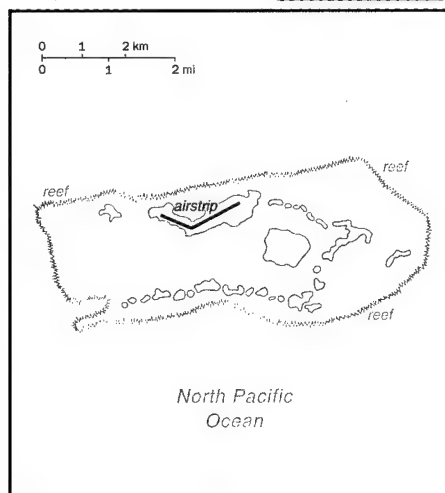 0 1 2 km
0 1 2 mi
reef
reef
airstrip
reef
North Pacific
Ocean